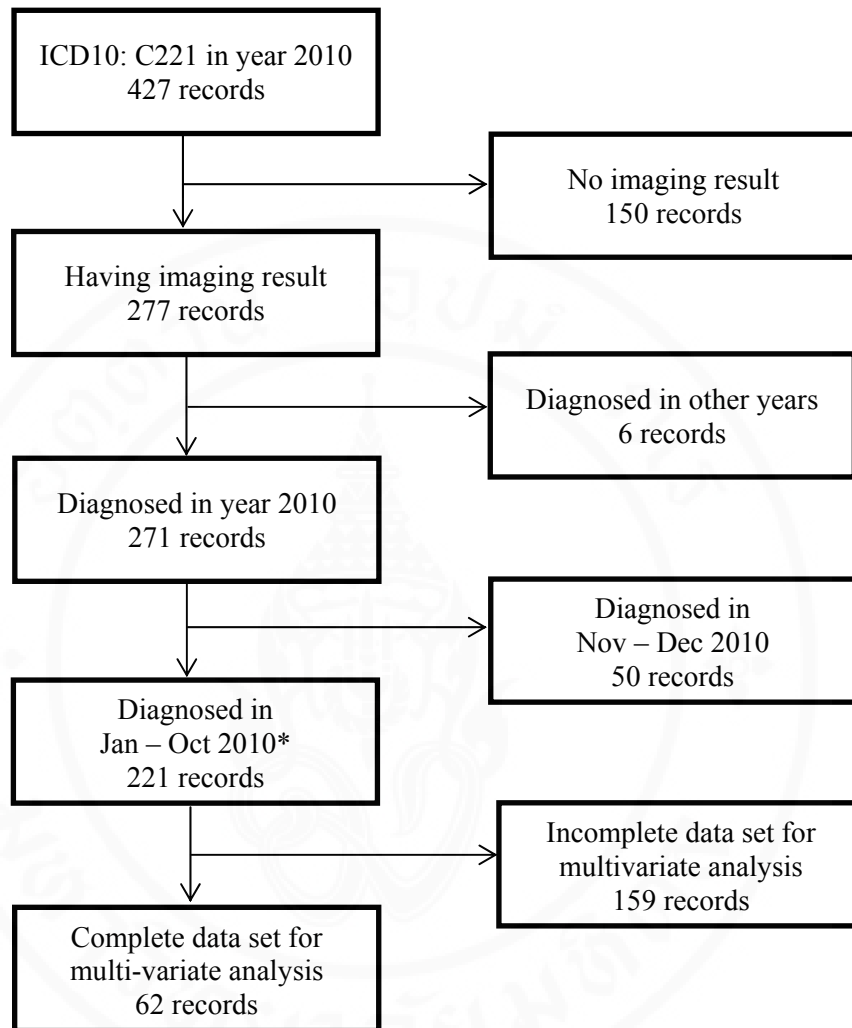 ICD10: C221 in year 2010
427 records
No imaging result
150 records
Having imaging result
277 records
Diagnosed in other years
6 records
Diagnosed in year 2010
271 records
Diagnosed in
Nov – Dec 2010
50 records
Diagnosed in
Jan – Oct 2010*
221 records
Incomplete data set for
multivariate analysis
159 records
Complete data set for
multi-variate analysis
62 records